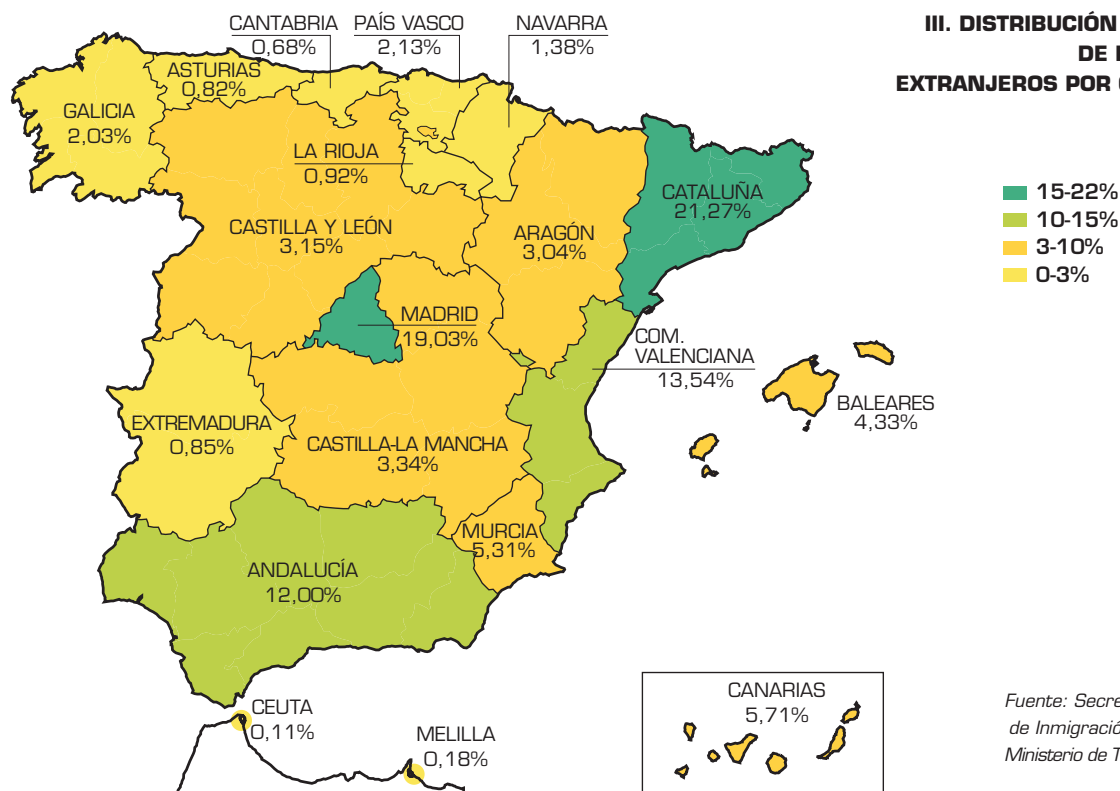 CANTABRIA
0,68%
PAÍS VASCO
2,13%
NAVARRA
1,38%
III. DISTRIBUCIÓN
DE
EXTRANJEROS POR
ASTURIAS
0,82%
GALICIA
2,03%
LA RIOJA
0,92%
CATALUÑA
21,27%
15-22%
10-15%
3-10%
0-3%
CASTILLA Y LEÓN
3,15%
ARAGÓN
3,04%
MADRID
19,03%
COM.
VALENCIANA
13,54%
BALEARES
4,33%
EXTREMADURA
0,85%
CASTILLA-LA MANCHA
3,34%
MURCIA
5,31%
ANDALUCÍA
12,00%
CEUTA
0,11%
MELILLA
0,18%
CANARIAS
5,71%
Fuente:
de
Ministerio de